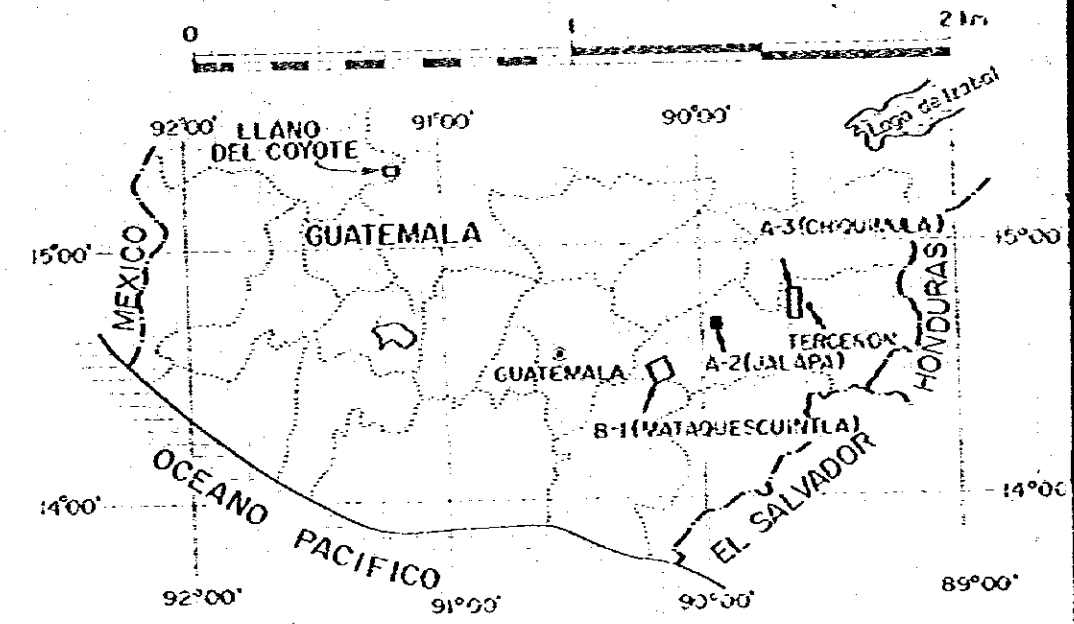 0 1 2 km
Lago de Izabal
92°00' 91°00' 90°00'
LLANO
DEL COYOTE
GUATEMALA
A-3(CHQUIMULA)
15°00' 15°00'
MEXICO
HONDURAS
TERCERON
GUATEMALA
A-2(JALAPA)
B-1(MATAQUESCUINTLA)
14°00' 14°00'
OCEANO PACIFICO
EL SALVADOR
92°00' 91°00' 90°00' 89°00'